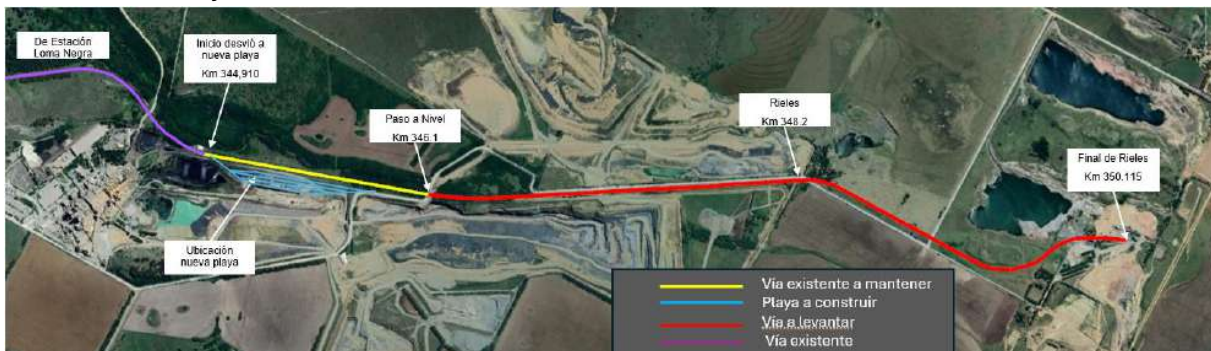 De Estación
Loma Negra
Inicio desvió a
nueva playa
Km 344,910
Paso a Nivel
Km 346.1
Rieles
Km 348.2
Final de Rieles
Km 350.115
Ubicación
nueva playa
Vía existente a mantener
Playa a construir
Vía a levantar
Vía existente